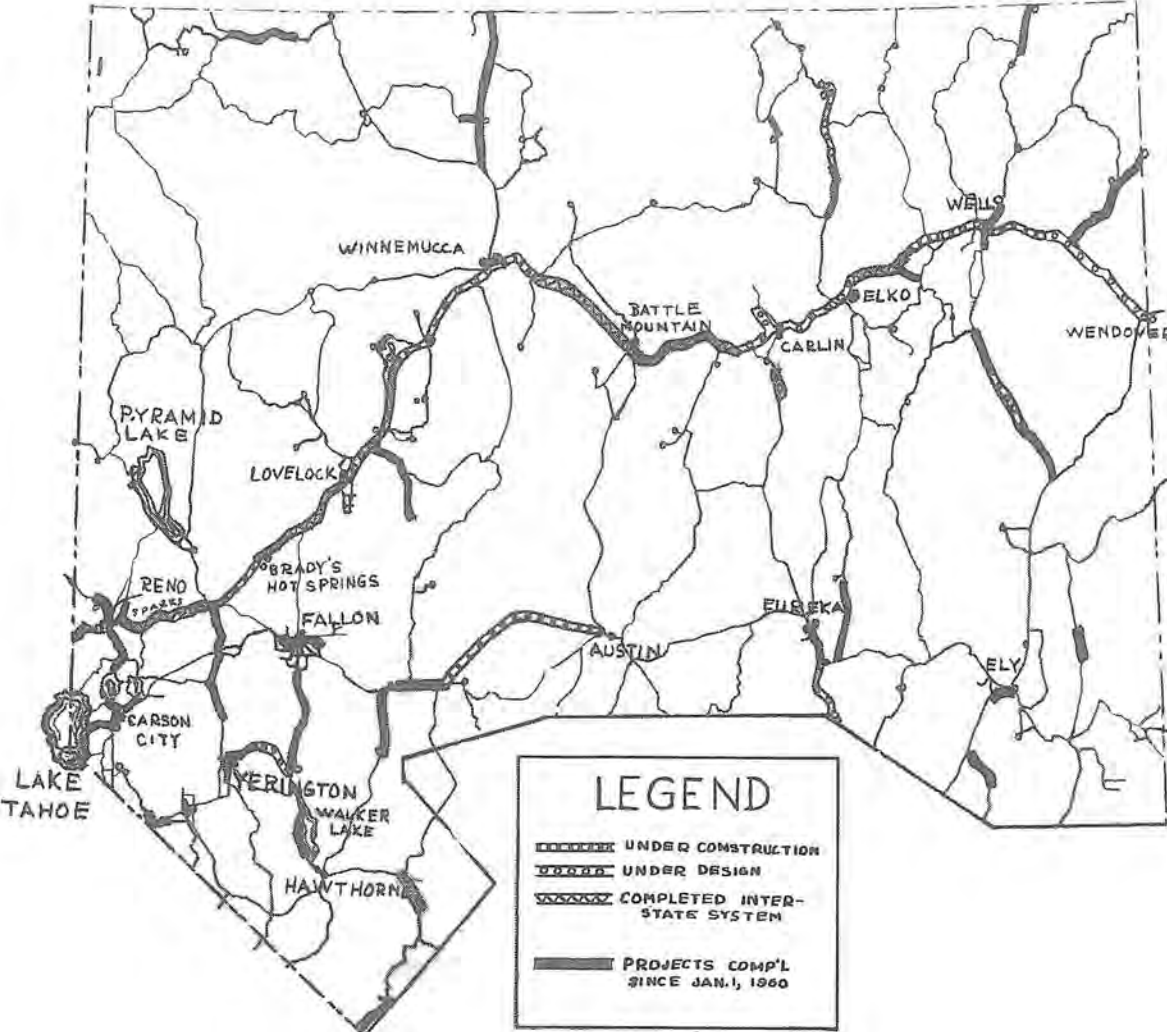 WELLS
WINNEMUCCA
ELKO
BATTLE
MOUNTAIN
WENDOVER
CARLIN
PYRAMID
LAKE
LOVELOCK
BRADY'S
HOT SPRINGS
RENO
SPARKS
FALLON
EUREKA
AUSTIN
ELY
CARSON
CITY
LAKE
TAHOE
YERINGTON
WALKER
LAKE
HAWTHORNE
LEGEND
UNDER CONSTRUCTION
UNDER DESIGN
COMPLETED INTER-
STATE SYSTEM
PROJECTS COMP'L
SINCE JAN.1, 1960